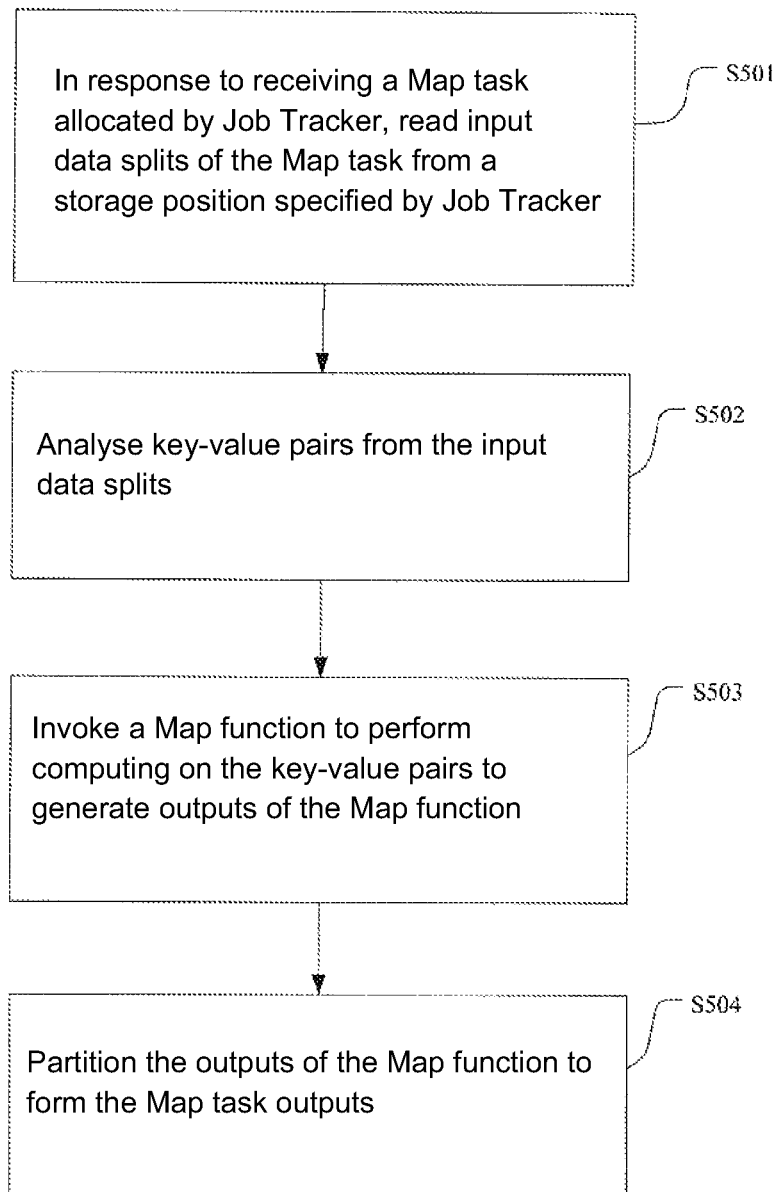 In response to receiving a Map task
allocated by Job Tracker, read input
data splits of the Map task from a
storage position specified by Job Tracker
S501
Analyse key-value pairs from the input
data splits
S502
Invoke a Map function to perform
computing on the key-value pairs to
generate outputs of the Map function
S503
Partition the outputs of the Map function to
form the Map task outputs
S504